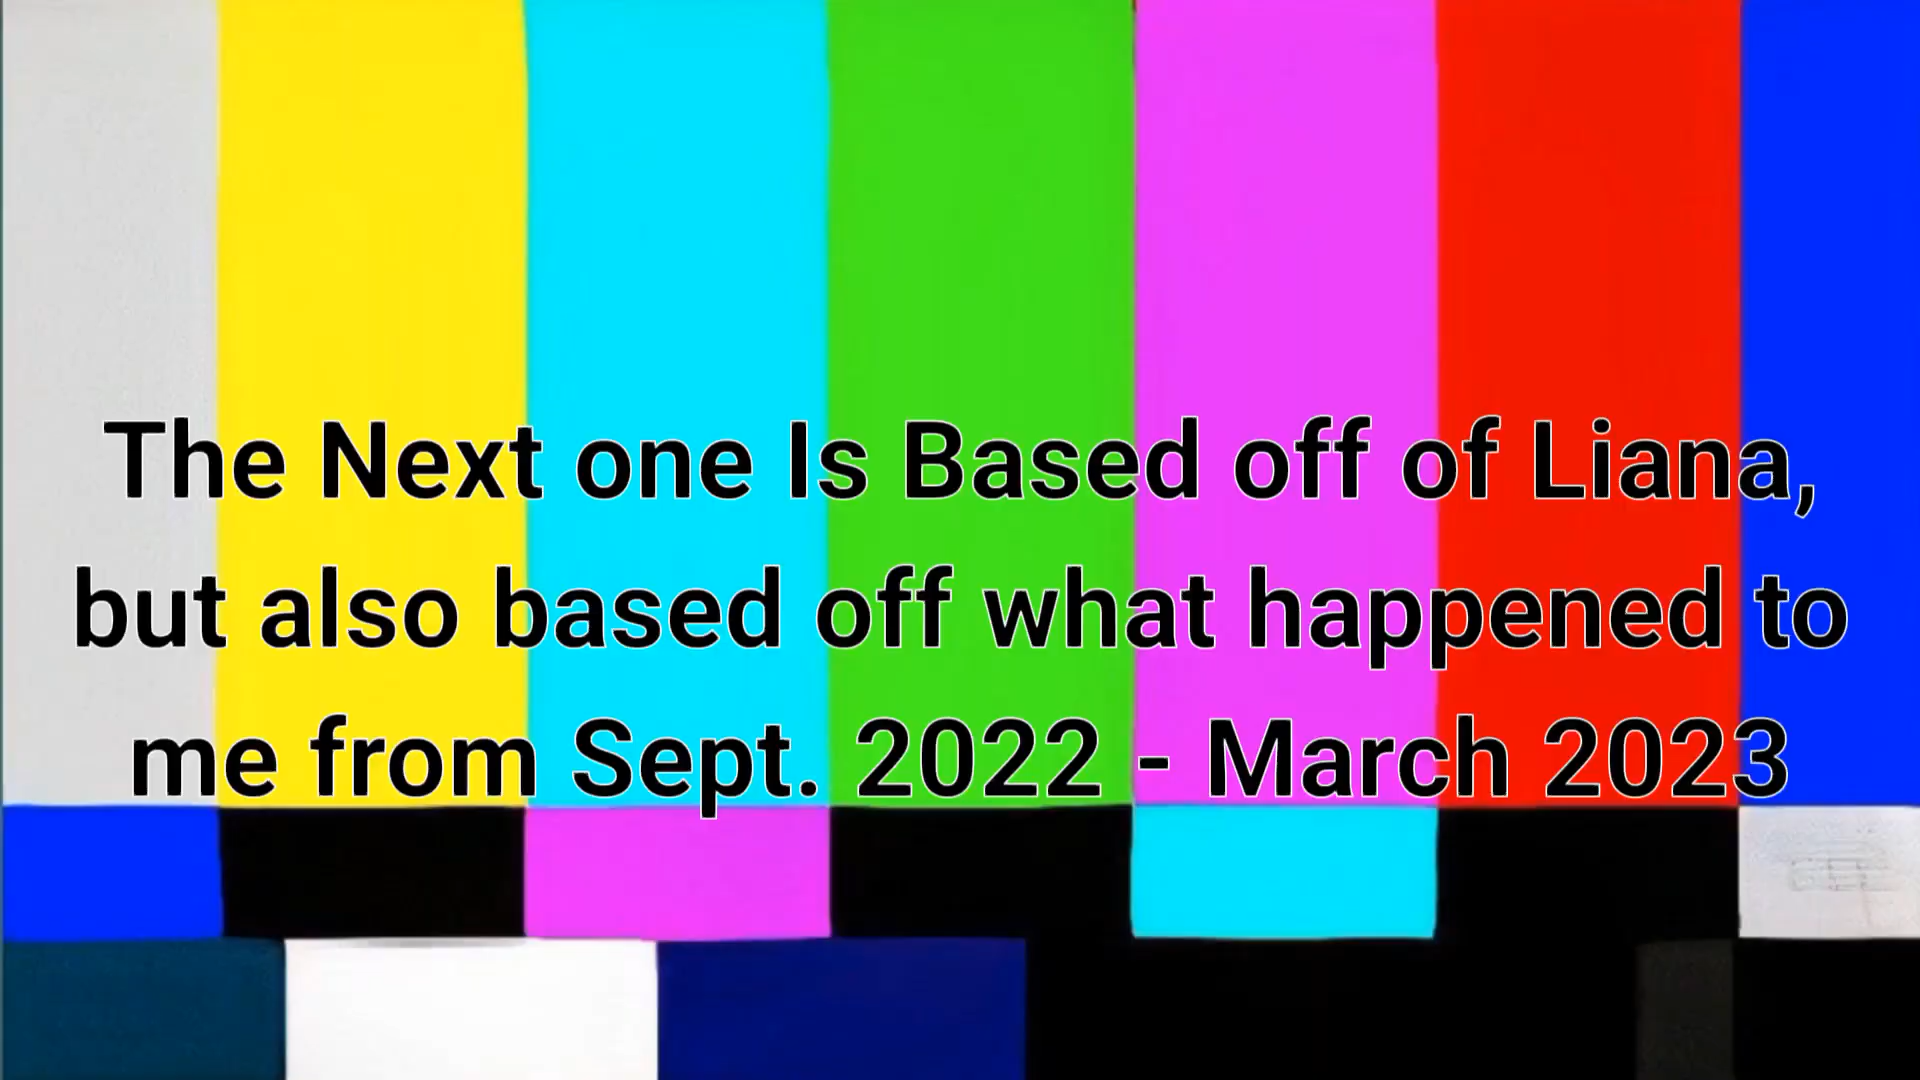 The Next one Is Based off of Liana,
but also based off what happened to
me from Sept. 2022 - March 2023